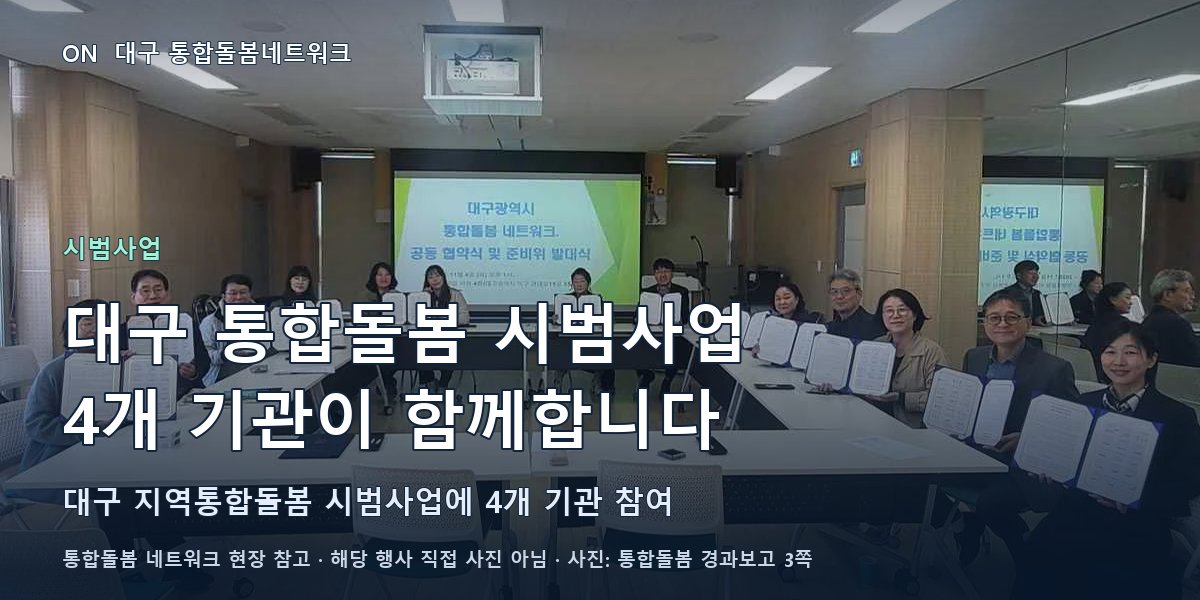 ON 대구 통합돌봄네트워크
대구광역시
통합돌봄 네트워크
공동 협약식 및 준비위 발대식
시범사업
대구 통합돌봄 시범사업
4개 기관이 함께합니다
대구 지역통합돌봄 시범사업에 4개 기관 참여
통합돌봄 네트워크 현장 참고 · 해당 행사 직접 사진 아님 · 사진: 통합돌봄 경과보고 3쪽